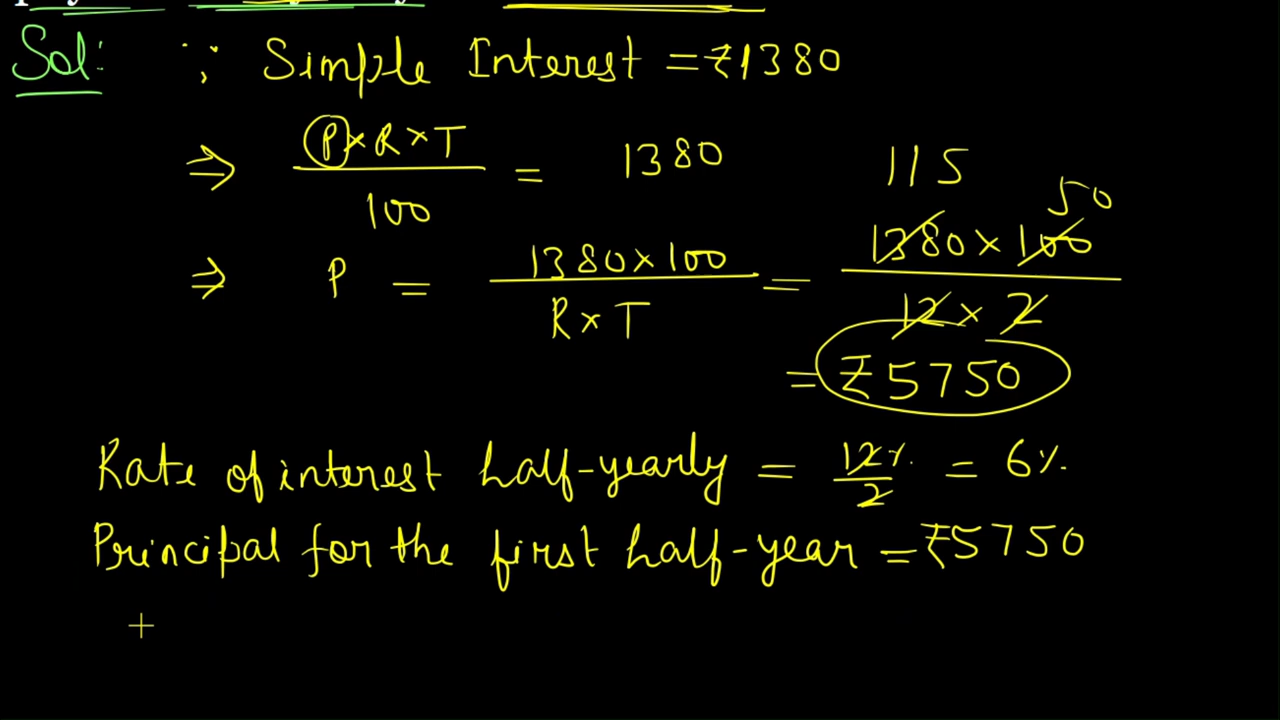 Sol: ∵ Simple Interest = ₹1380
⇒ P×R×T/100 = 1380
⇒ P = 1380×100/R×T = 1380×100/12×2
115 50
= ₹5750
Rate of interest half-yearly = 12%/2 = 6%
Principal for the first half-year = ₹5750
+